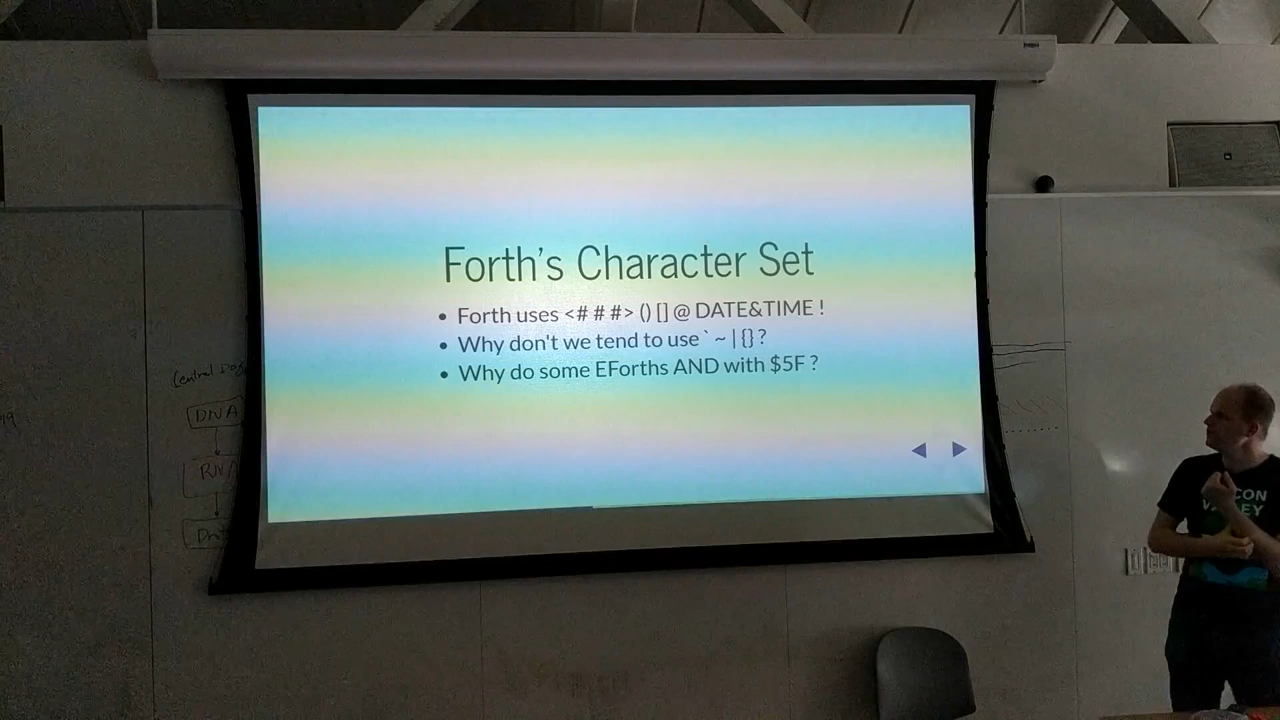 Forth's Character Set
Forth uses <# # #> () [] @ DATE&TIME !
Why don't we tend to use ` ~ | {} ?
Why do some EForths AND with $5F ?
Central
DNA